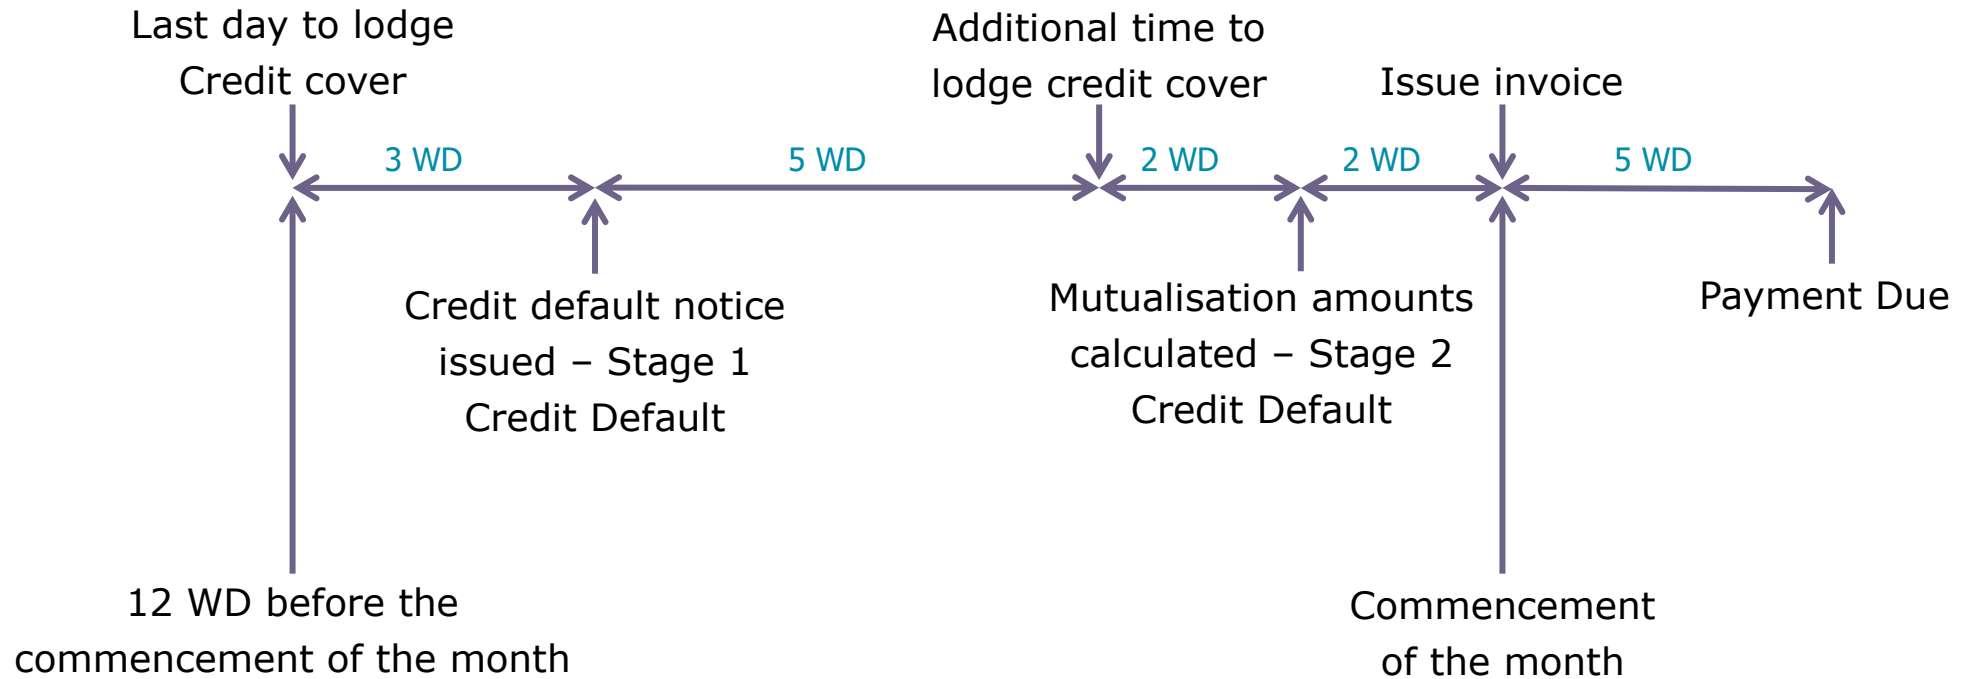 Last day to lodge
Credit cover
Additional time to
lodge credit cover
Issue invoice
3 WD
5 WD
2 WD
2 WD
5 WD
Credit default notice
issued – Stage 1
Credit Default
Mutualisation amounts
calculated – Stage 2
Credit Default
Payment Due
12 WD before the
commencement of the month
Commencement
of the month